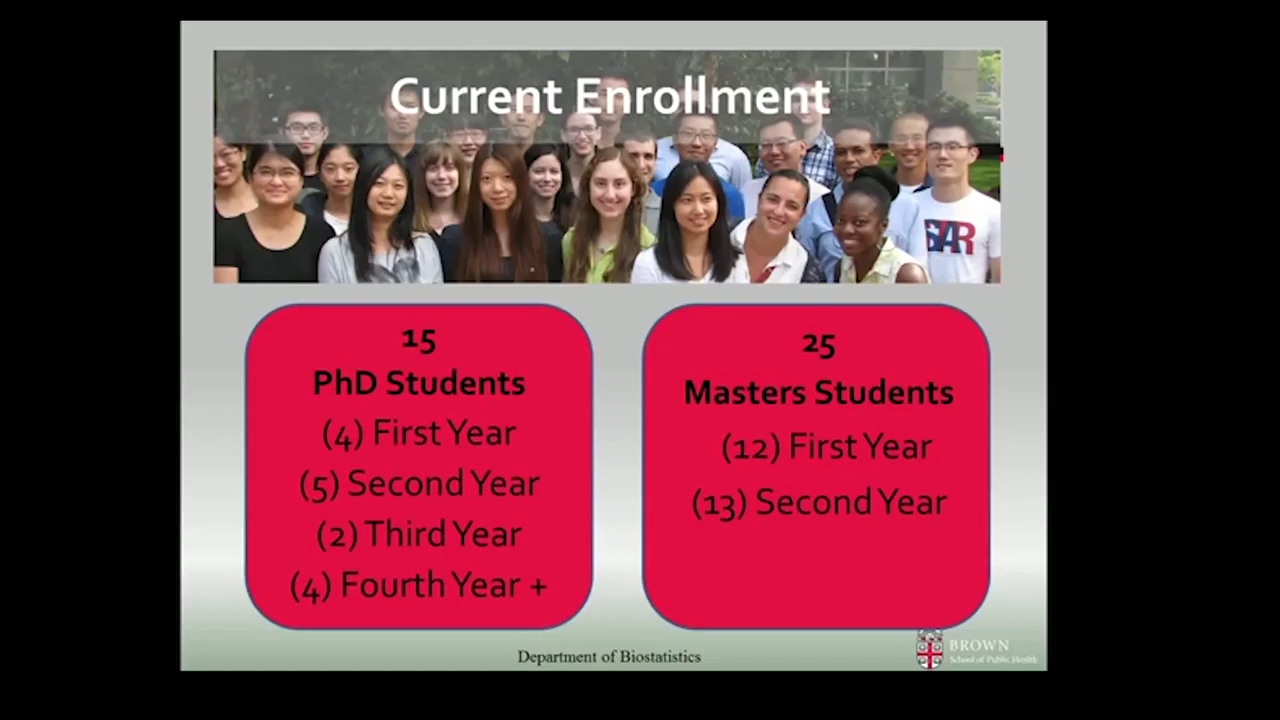 Current Enrollment
STAR
15
PhD Students
(4) First Year
(5) Second Year
(2) Third Year
(4) Fourth Year +
25
Masters Students
(12) First Year
(13) Second Year
Department of Biostatistics
BROWN
School of Public Health